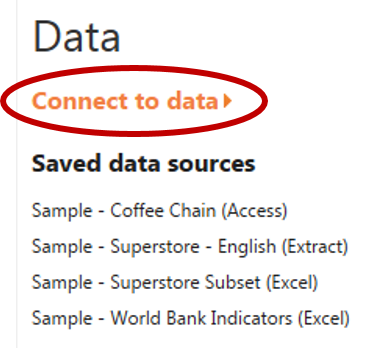 Data
Connect to data
Saved data sources
Sample - Coffee Chain (Access)
Sample - Superstore - English (Extract)
Sample - Superstore Subset (Excel)
Sample - World Bank Indicators (Excel)